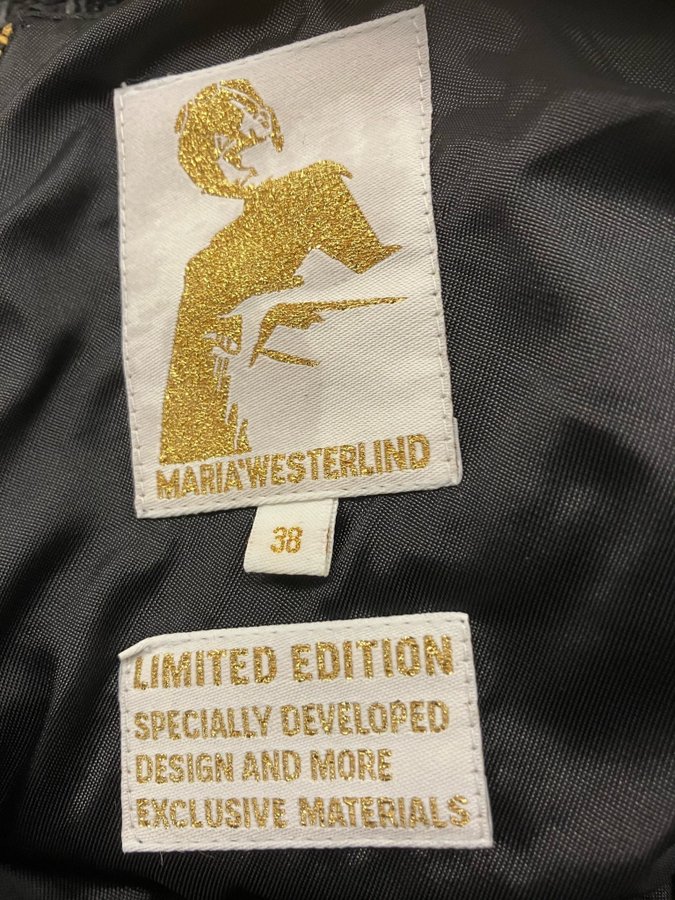 MARIA'WESTERLIND
38
LIMITED EDITION
SPECIALLY DEVELOPED
DESIGN AND MORE
EXCLUSIVE MATERIALS